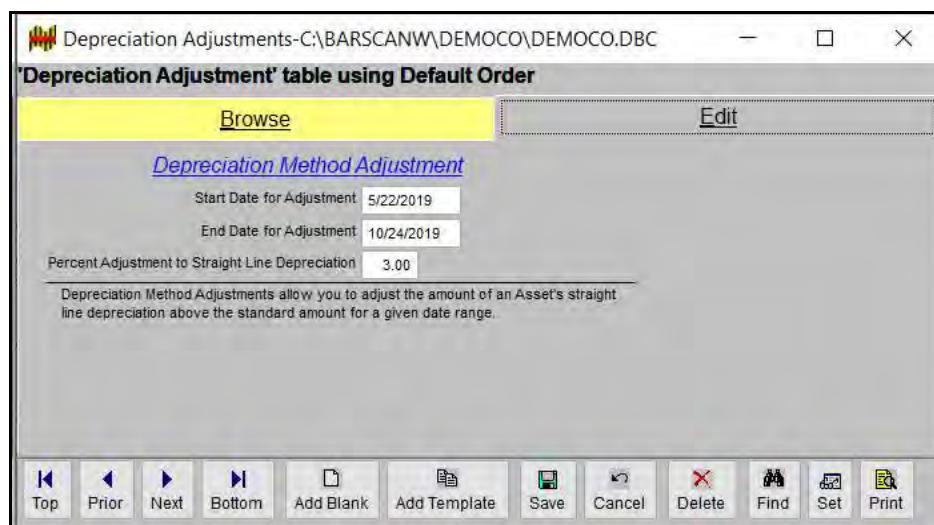 Depreciation Adjustments-C:\BARSCANW\DEMOCO\DEMOCO.DBC
'Depreciation Adjustment' table using Default Order
Browse Edit
Depreciation Method Adjustment
Start Date for Adjustment 5/22/2019
End Date for Adjustment 10/24/2019
Percent Adjustment to Straight Line Depreciation 3.00
Depreciation Method Adjustments allow you to adjust the amount of an Asset's straight
line depreciation above the standard amount for a given date range.
Top Prior Next Bottom Add Blank Add Template Save Cancel Delete Find Set Print